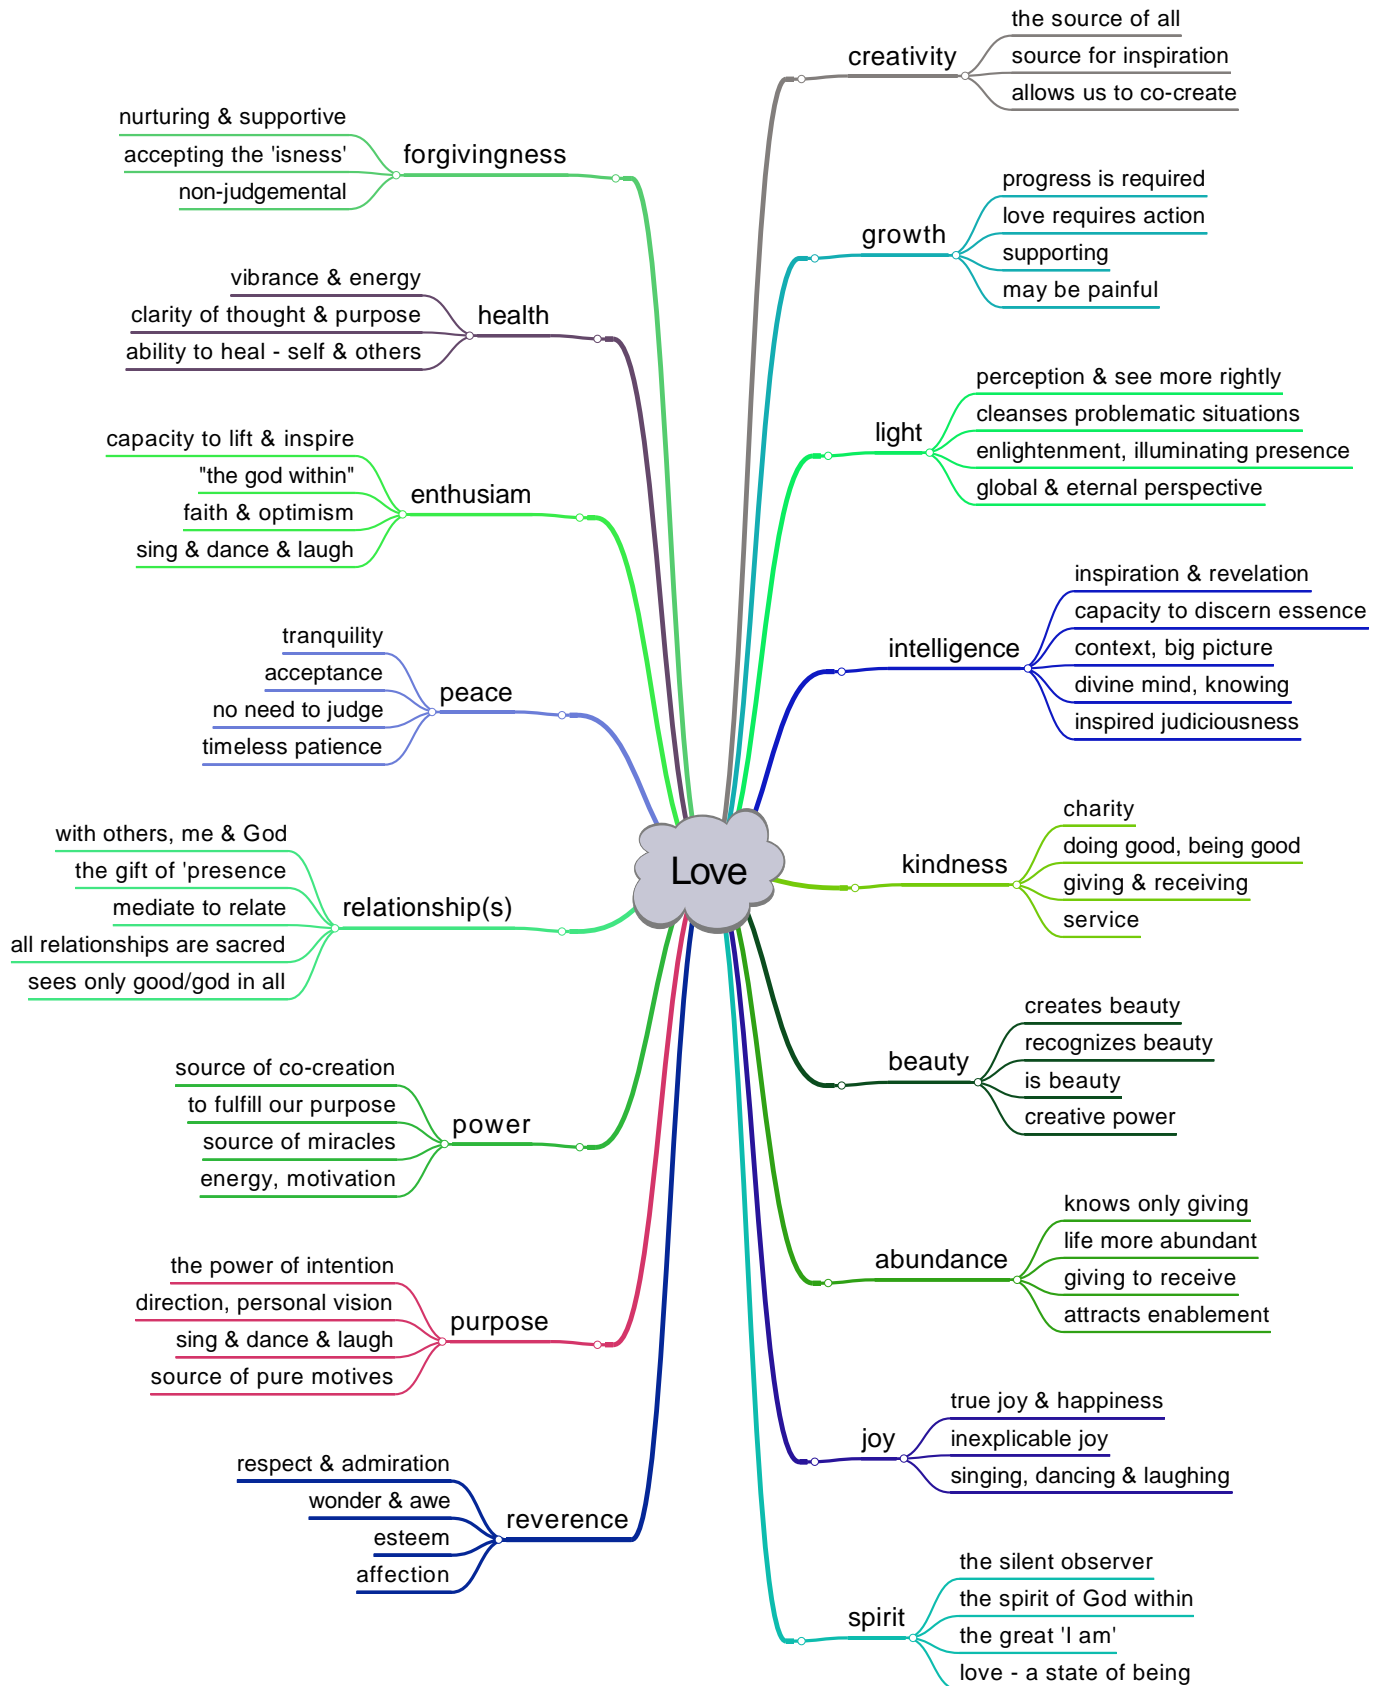 Love
creativity
the source of all
source for inspiration
allows us to co-create
growth
progress is required
love requires action
supporting
may be painful
light
perception & see more rightly
cleanses problematic situations
enlightenment, illuminating presence
global & eternal perspective
intelligence
inspiration & revelation
capacity to discern essence
context, big picture
divine mind, knowing
inspired judiciousness
kindness
charity
doing good, being good
giving & receiving
service
beauty
creates beauty
recognizes beauty
is beauty
creative power
abundance
knows only giving
life more abundant
giving to receive
attracts enablement
joy
true joy & happiness
inexplicable joy
singing, dancing & laughing
spirit
the silent observer
the spirit of God within
the great 'I am'
love - a state of being
forgivingness
nurturing & supportive
accepting the 'isness'
non-judgemental
health
vibrance & energy
clarity of thought & purpose
ability to heal - self & others
enthusiam
capacity to lift & inspire
"the god within"
faith & optimism
sing & dance & laugh
peace
tranquility
acceptance
no need to judge
timeless patience
relationship(s)
with others, me & God
the gift of 'presence
mediate to relate
all relationships are sacred
sees only good/god in all
power
source of co-creation
to fulfill our purpose
source of miracles
energy, motivation
purpose
the power of intention
direction, personal vision
sing & dance & laugh
source of pure motives
reverence
respect & admiration
wonder & awe
esteem
affection